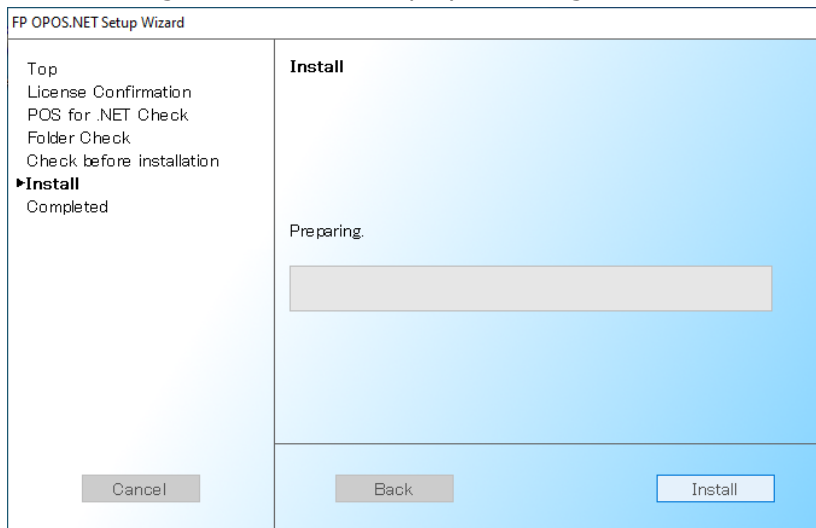 FP OPOS.NET Setup Wizard
Top
License Confirmation
POS for .NET Check
Folder Check
Check before installation
▶Install
Completed
Install
Preparing.
Cancel
Back
Install